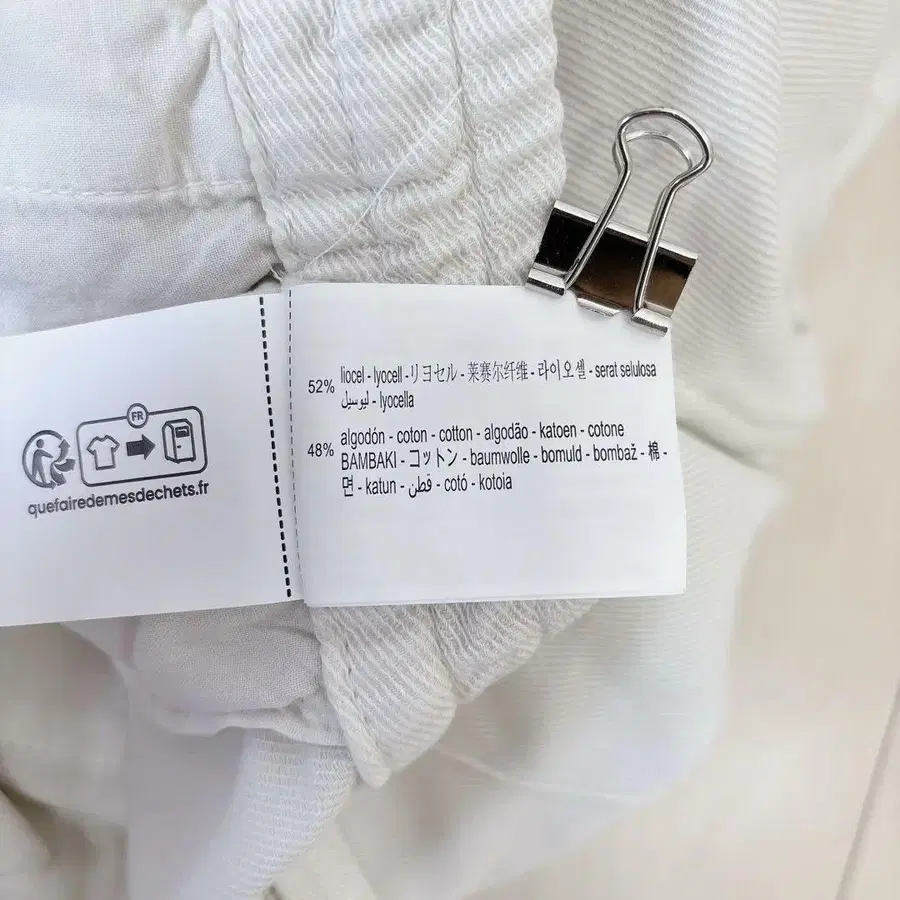 FR
quefairedemesdechets.fr
52% liocel - lyocell - リヨセル - 莱赛尔纤维 - 라이오셀 - serat selulosa
ليوسيل - lyocella
48% algodón - coton - cotton - algodão - katoen - cotone
BAMBAKI - コットン - baumwolle - bomuld - bombaž - 棉 -
면 - katun - قطن - cotó - kotoia